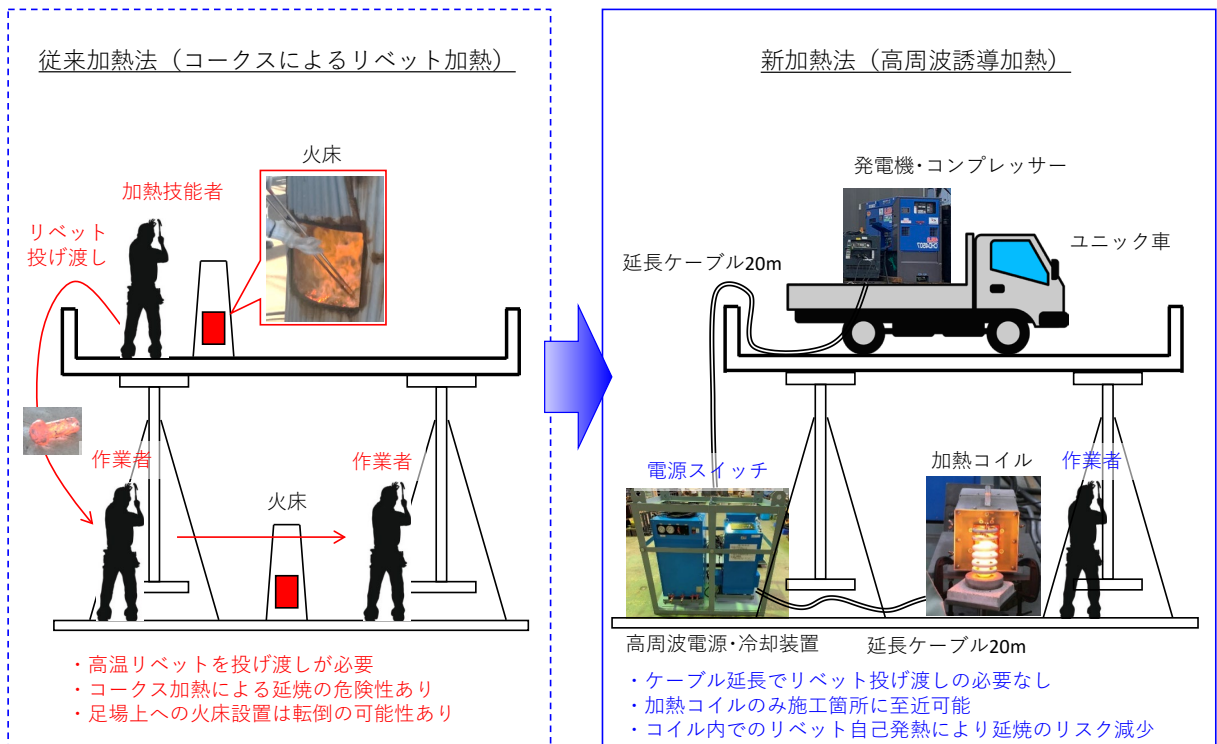 従来加熱法（コークスによるリベット加熱）
火床
加熱技能者
リベット
投げ渡し
作業者
作業者
火床
・高温リベットを投げ渡しが必要
・コークス加熱による延焼の危険性あり
・足場上への火床設置は転倒の可能性あり
新加熱法（高周波誘導加熱）
発電機・コンプレッサー
ユニック車
延長ケーブル20m
電源スイッチ
加熱コイル
作業者
高周波電源・冷却装置
延長ケーブル20m
・ケーブル延長でリベット投げ渡しの必要なし
・加熱コイルのみ施工箇所に至近可能
・コイル内でのリベット自己発熱により延焼のリスク減少